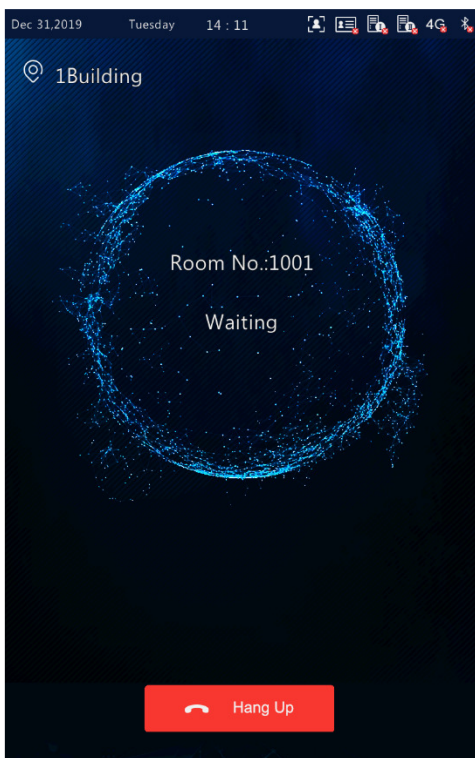 Dec 31,2019 Tuesday 14 : 11 4G
1Building
Room No.:1001
Waiting
Hang Up